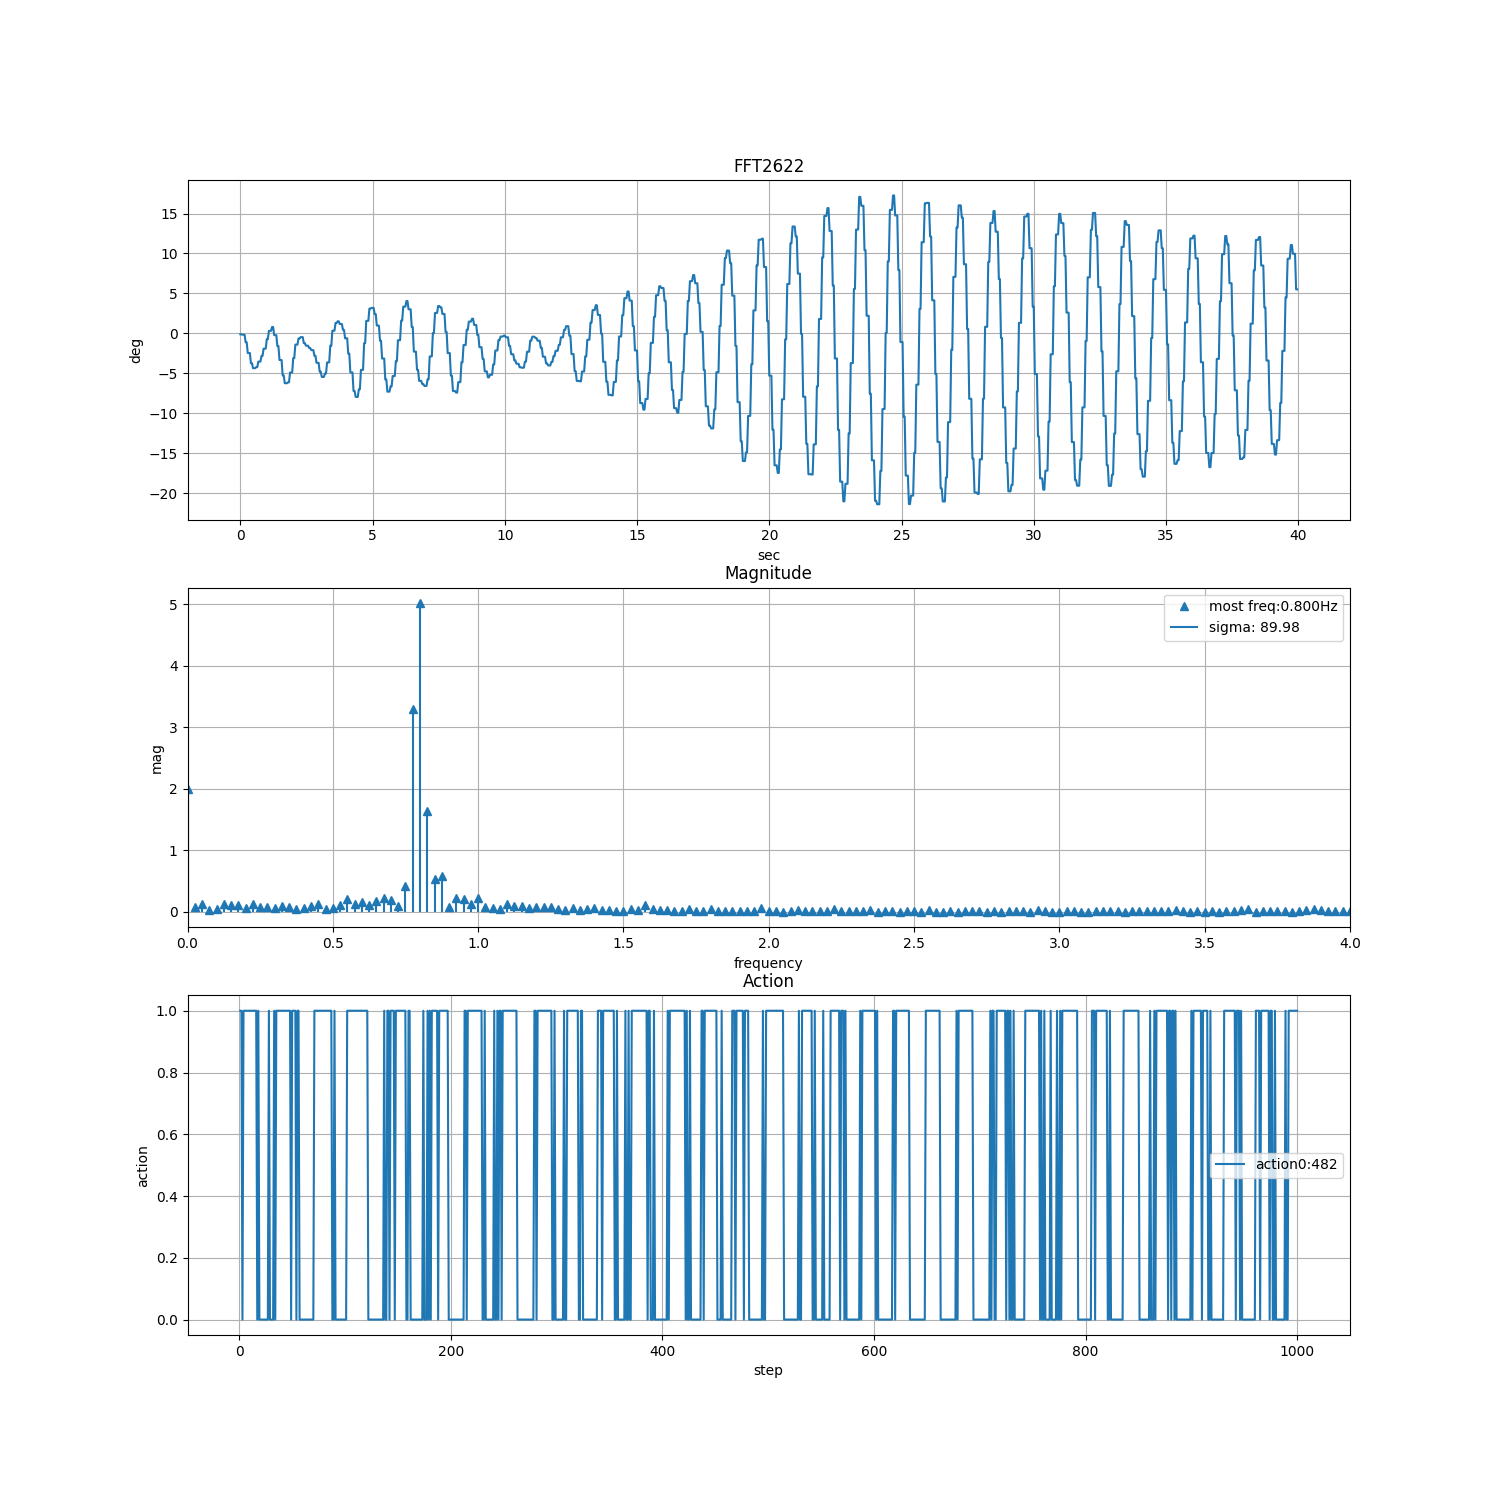 FFT2622
15
10
5
0
−5
−10
−15
−20
deg
0 5 10 15 20 25 30 35 40
sec
Magnitude
5
4
3
2
1
0
mag
most freq:0.800Hz
sigma: 89.98
0.0 0.5 1.0 1.5 2.0 2.5 3.0 3.5 4.0
frequency
Action
1.0
0.8
0.6
0.4
0.2
0.0
action
action0:482
0 200 400 600 800 1000
step